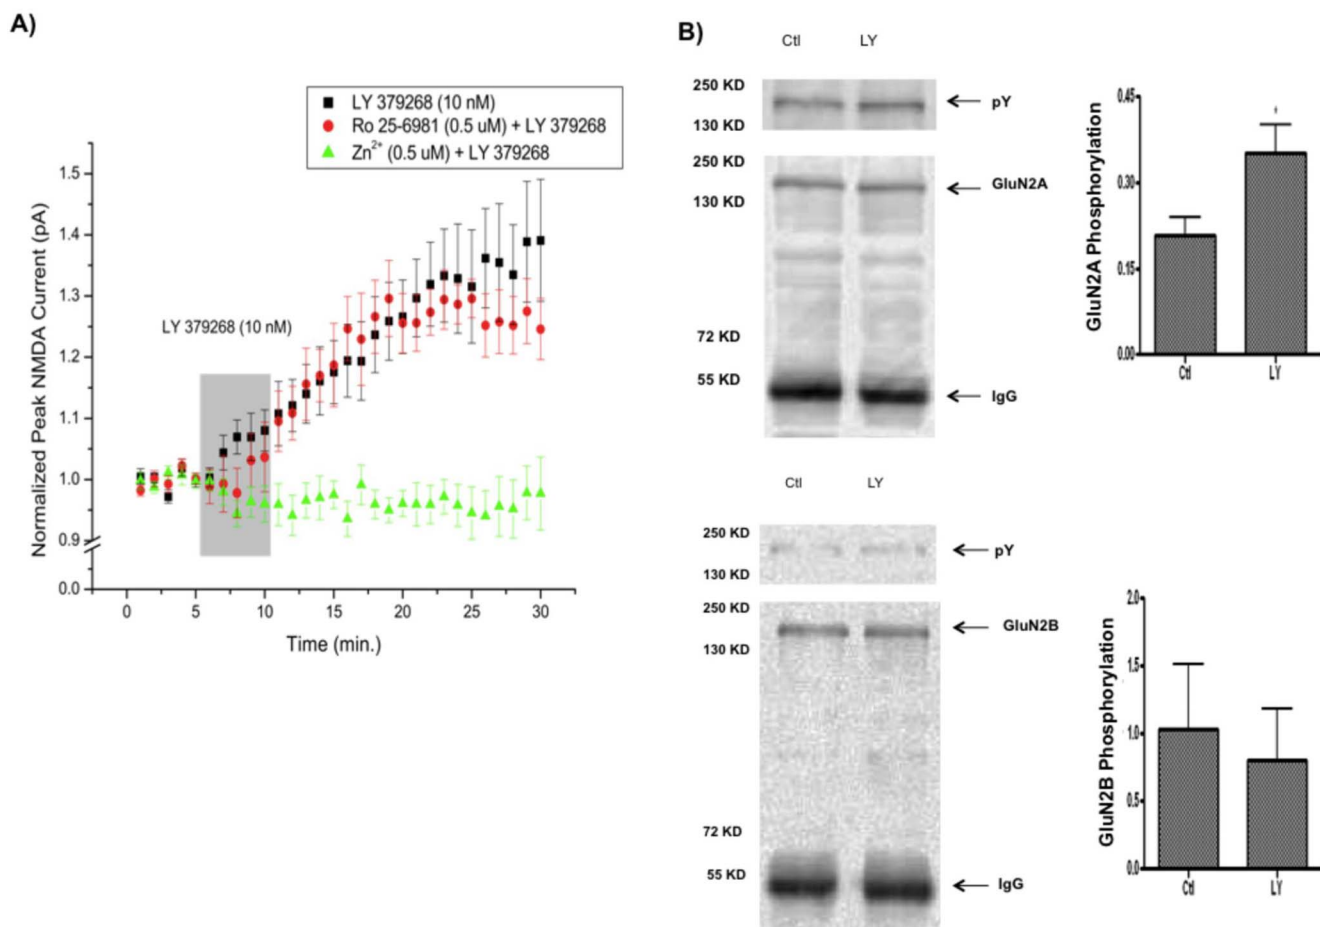 A)
LY 379268 (10 nM)
Ro 25-6981 (0.5 uM) + LY 379268
Zn2+ (0.5 uM) + LY 379268
Normalized Peak NMDA Current (pA)
1.5
1.4
1.3
1.2
1.1
1.0
0.9
0.0
LY 379268 (10 nM)
0 5 10 15 20 25 30
Time (min.)
B)
Ctl LY
250 KD
pY
130 KD
250 KD
GluN2A
130 KD
72 KD
55 KD
IgG
GluN2A Phosphorylation
0.45
0.30
0.15
0.00
Ctl LY
Ctl LY
250 KD
pY
130 KD
250 KD
GluN2B
130 KD
72 KD
55 KD
IgG
GluN2B Phosphorylation
2.0
1.5
1.0
0.5
0.0
Ctl LY